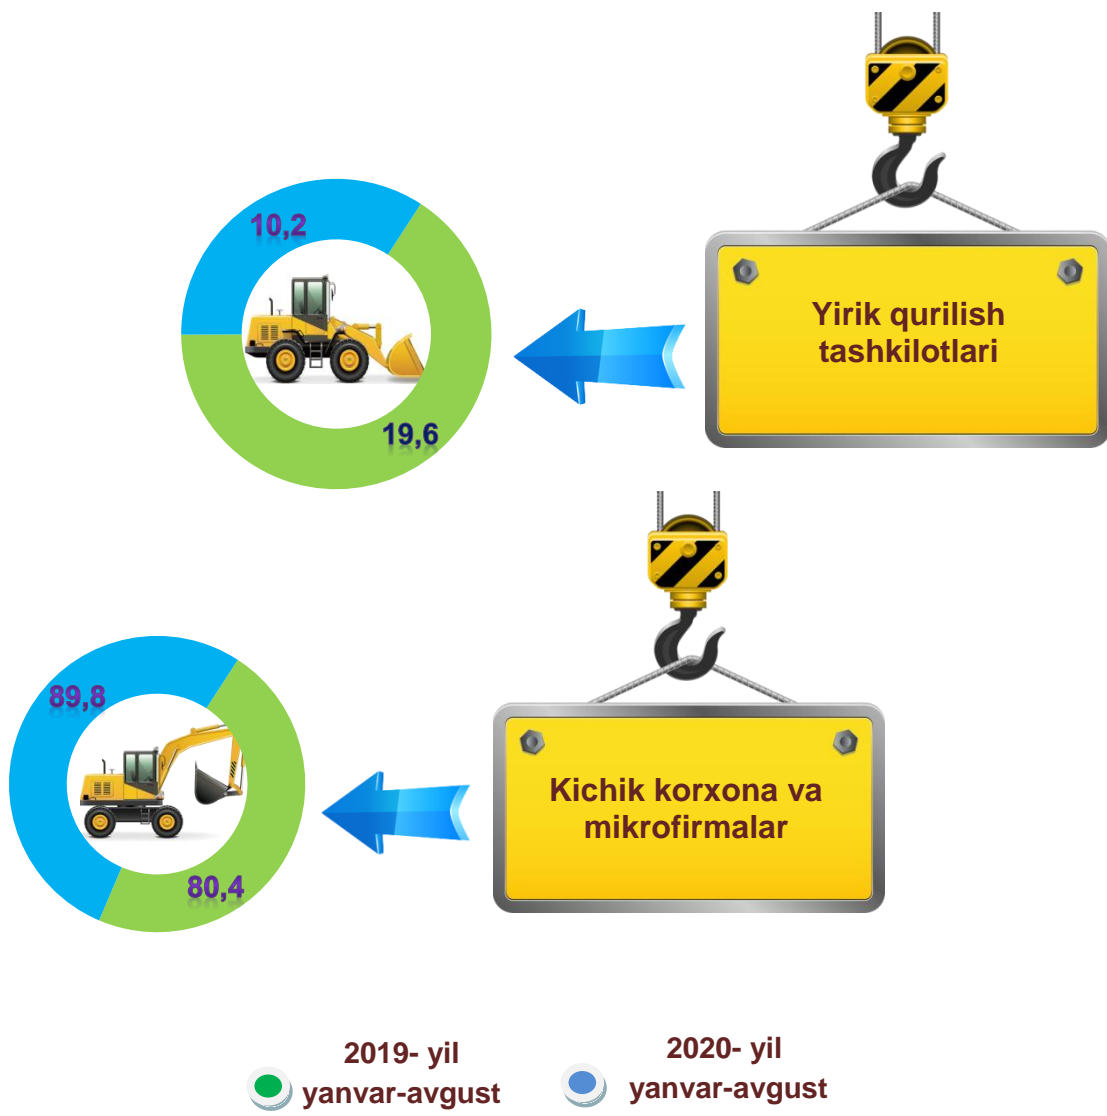 10,2
Yirik qurilish
tashkilotlari
19,6
89,8
Kichik korxona va
mikrofirmalar
80,4
2019- yil
yanvar-avgust
2020- yil
yanvar-avgust